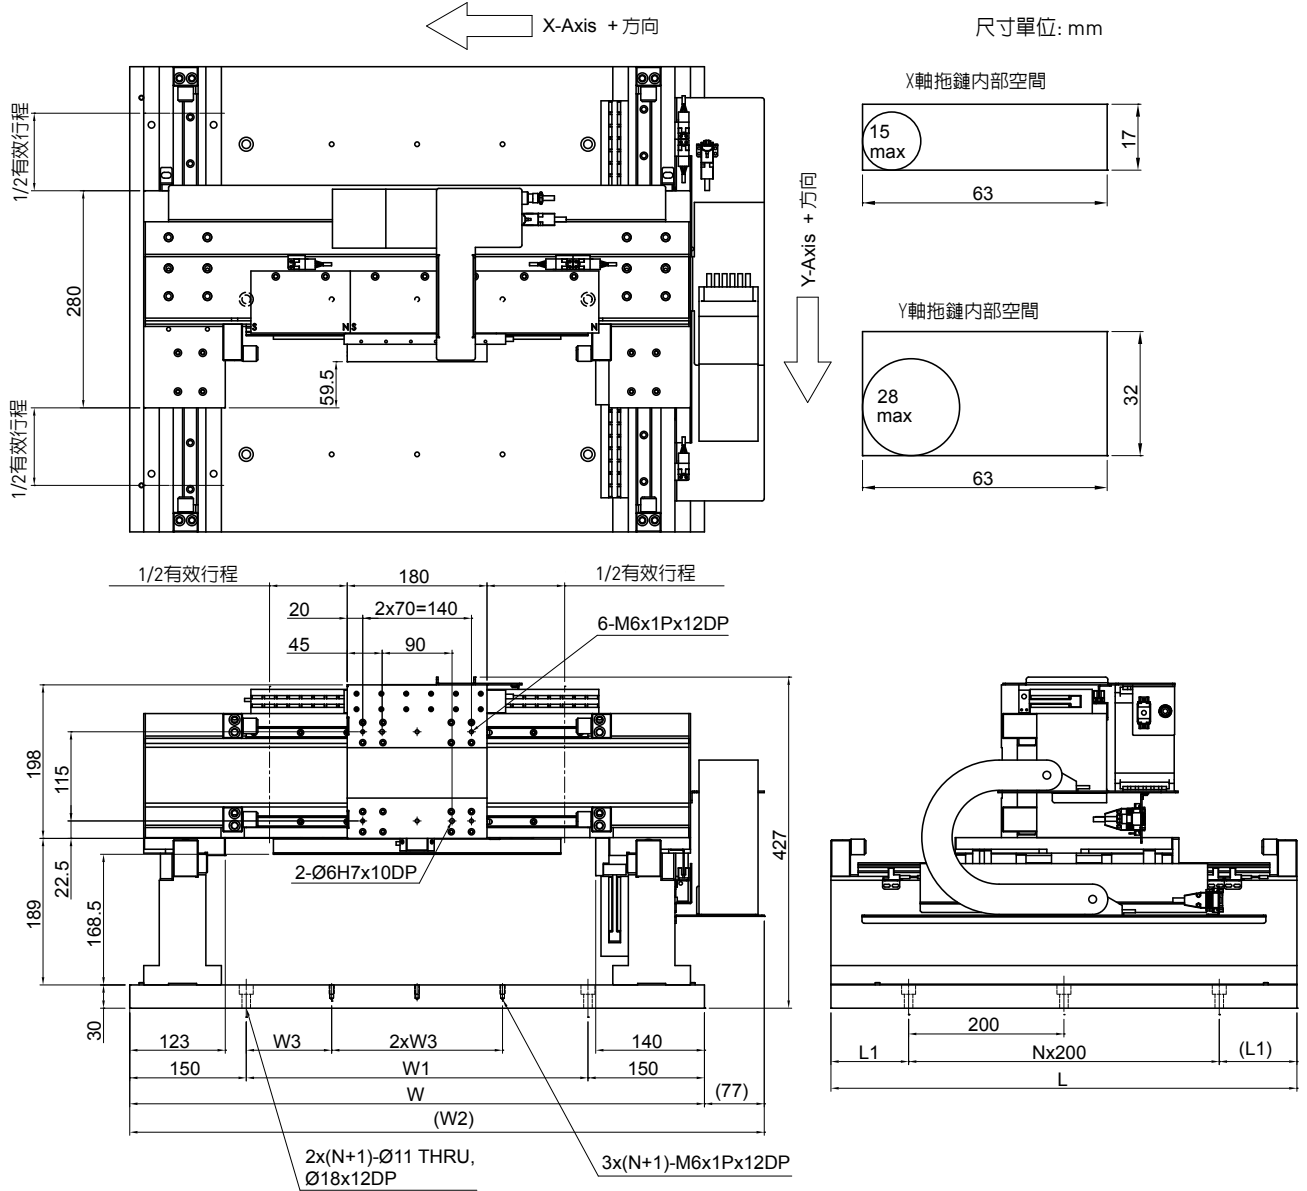 X-Axis + 方向
尺寸單位: mm
X軸拖鏈内部空間
15
max
17
63
1/2有效行程
280
1/2有效行程
59.5
S
N
S
N
Y-Axis + 方向
Y軸拖鏈内部空間
28
max
32
63
1/2有效行程
180
1/2有效行程
20
2x70=140
6-M6x1Px12DP
45
90
198
115
22.5
189
168.5
30
427
2-Ø6H7x10DP
123
W3
2xW3
140
150
W1
150
W
(77)
(W2)
2x(N+1)-Ø11 THRU,
Ø18x12DP
3x(N+1)-M6x1Px12DP
200
L1
Nx200
(L1)
L